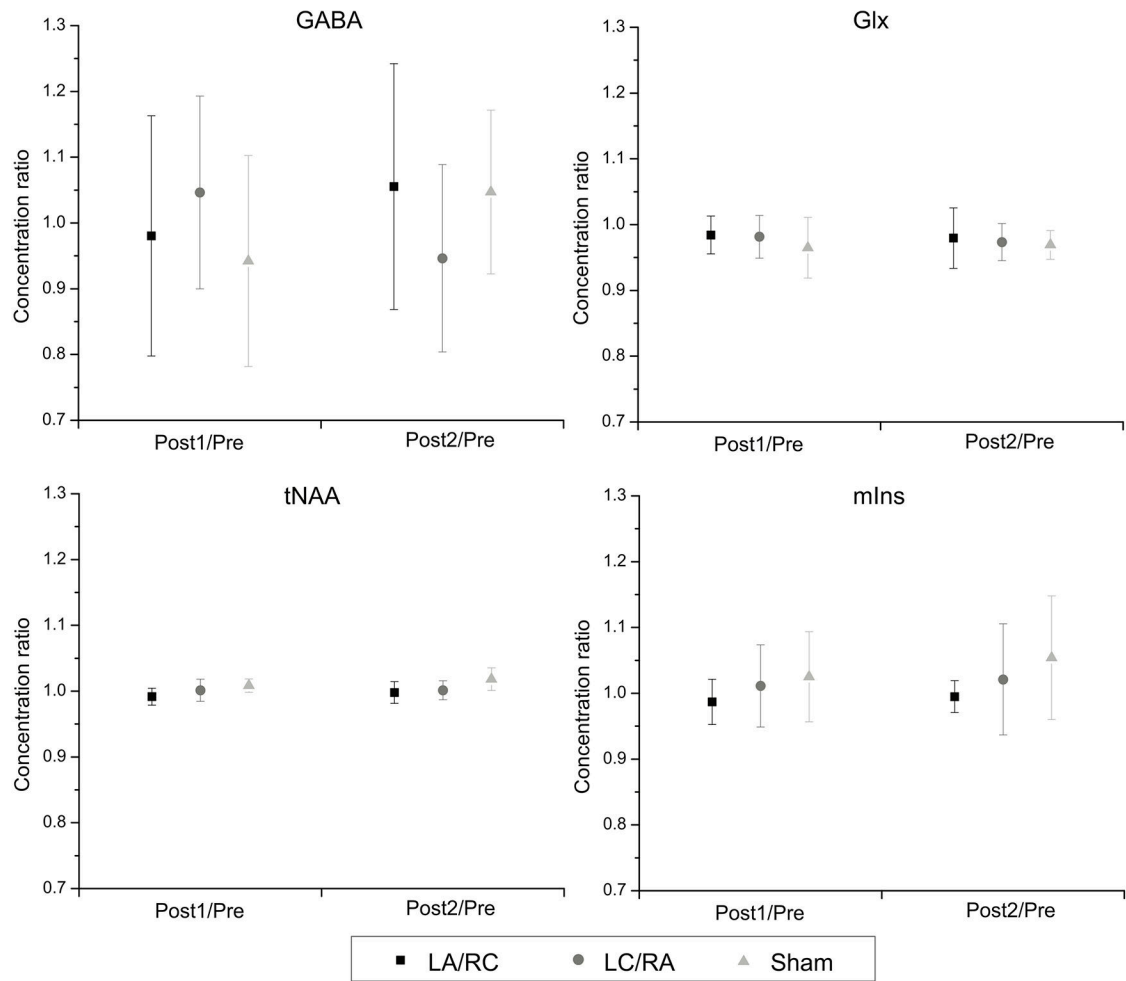 GABA
Concentration ratio
1.3
1.2
1.1
1.0
0.9
0.8
0.7
Post1/Pre Post2/Pre
Glx
Concentration ratio
1.3
1.2
1.1
1.0
0.9
0.8
0.7
Post1/Pre Post2/Pre
tNAA
Concentration ratio
1.3
1.2
1.1
1.0
0.9
0.8
0.7
Post1/Pre Post2/Pre
mIns
Concentration ratio
1.3
1.2
1.1
1.0
0.9
0.8
0.7
Post1/Pre Post2/Pre
LA/RC LC/RA Sham